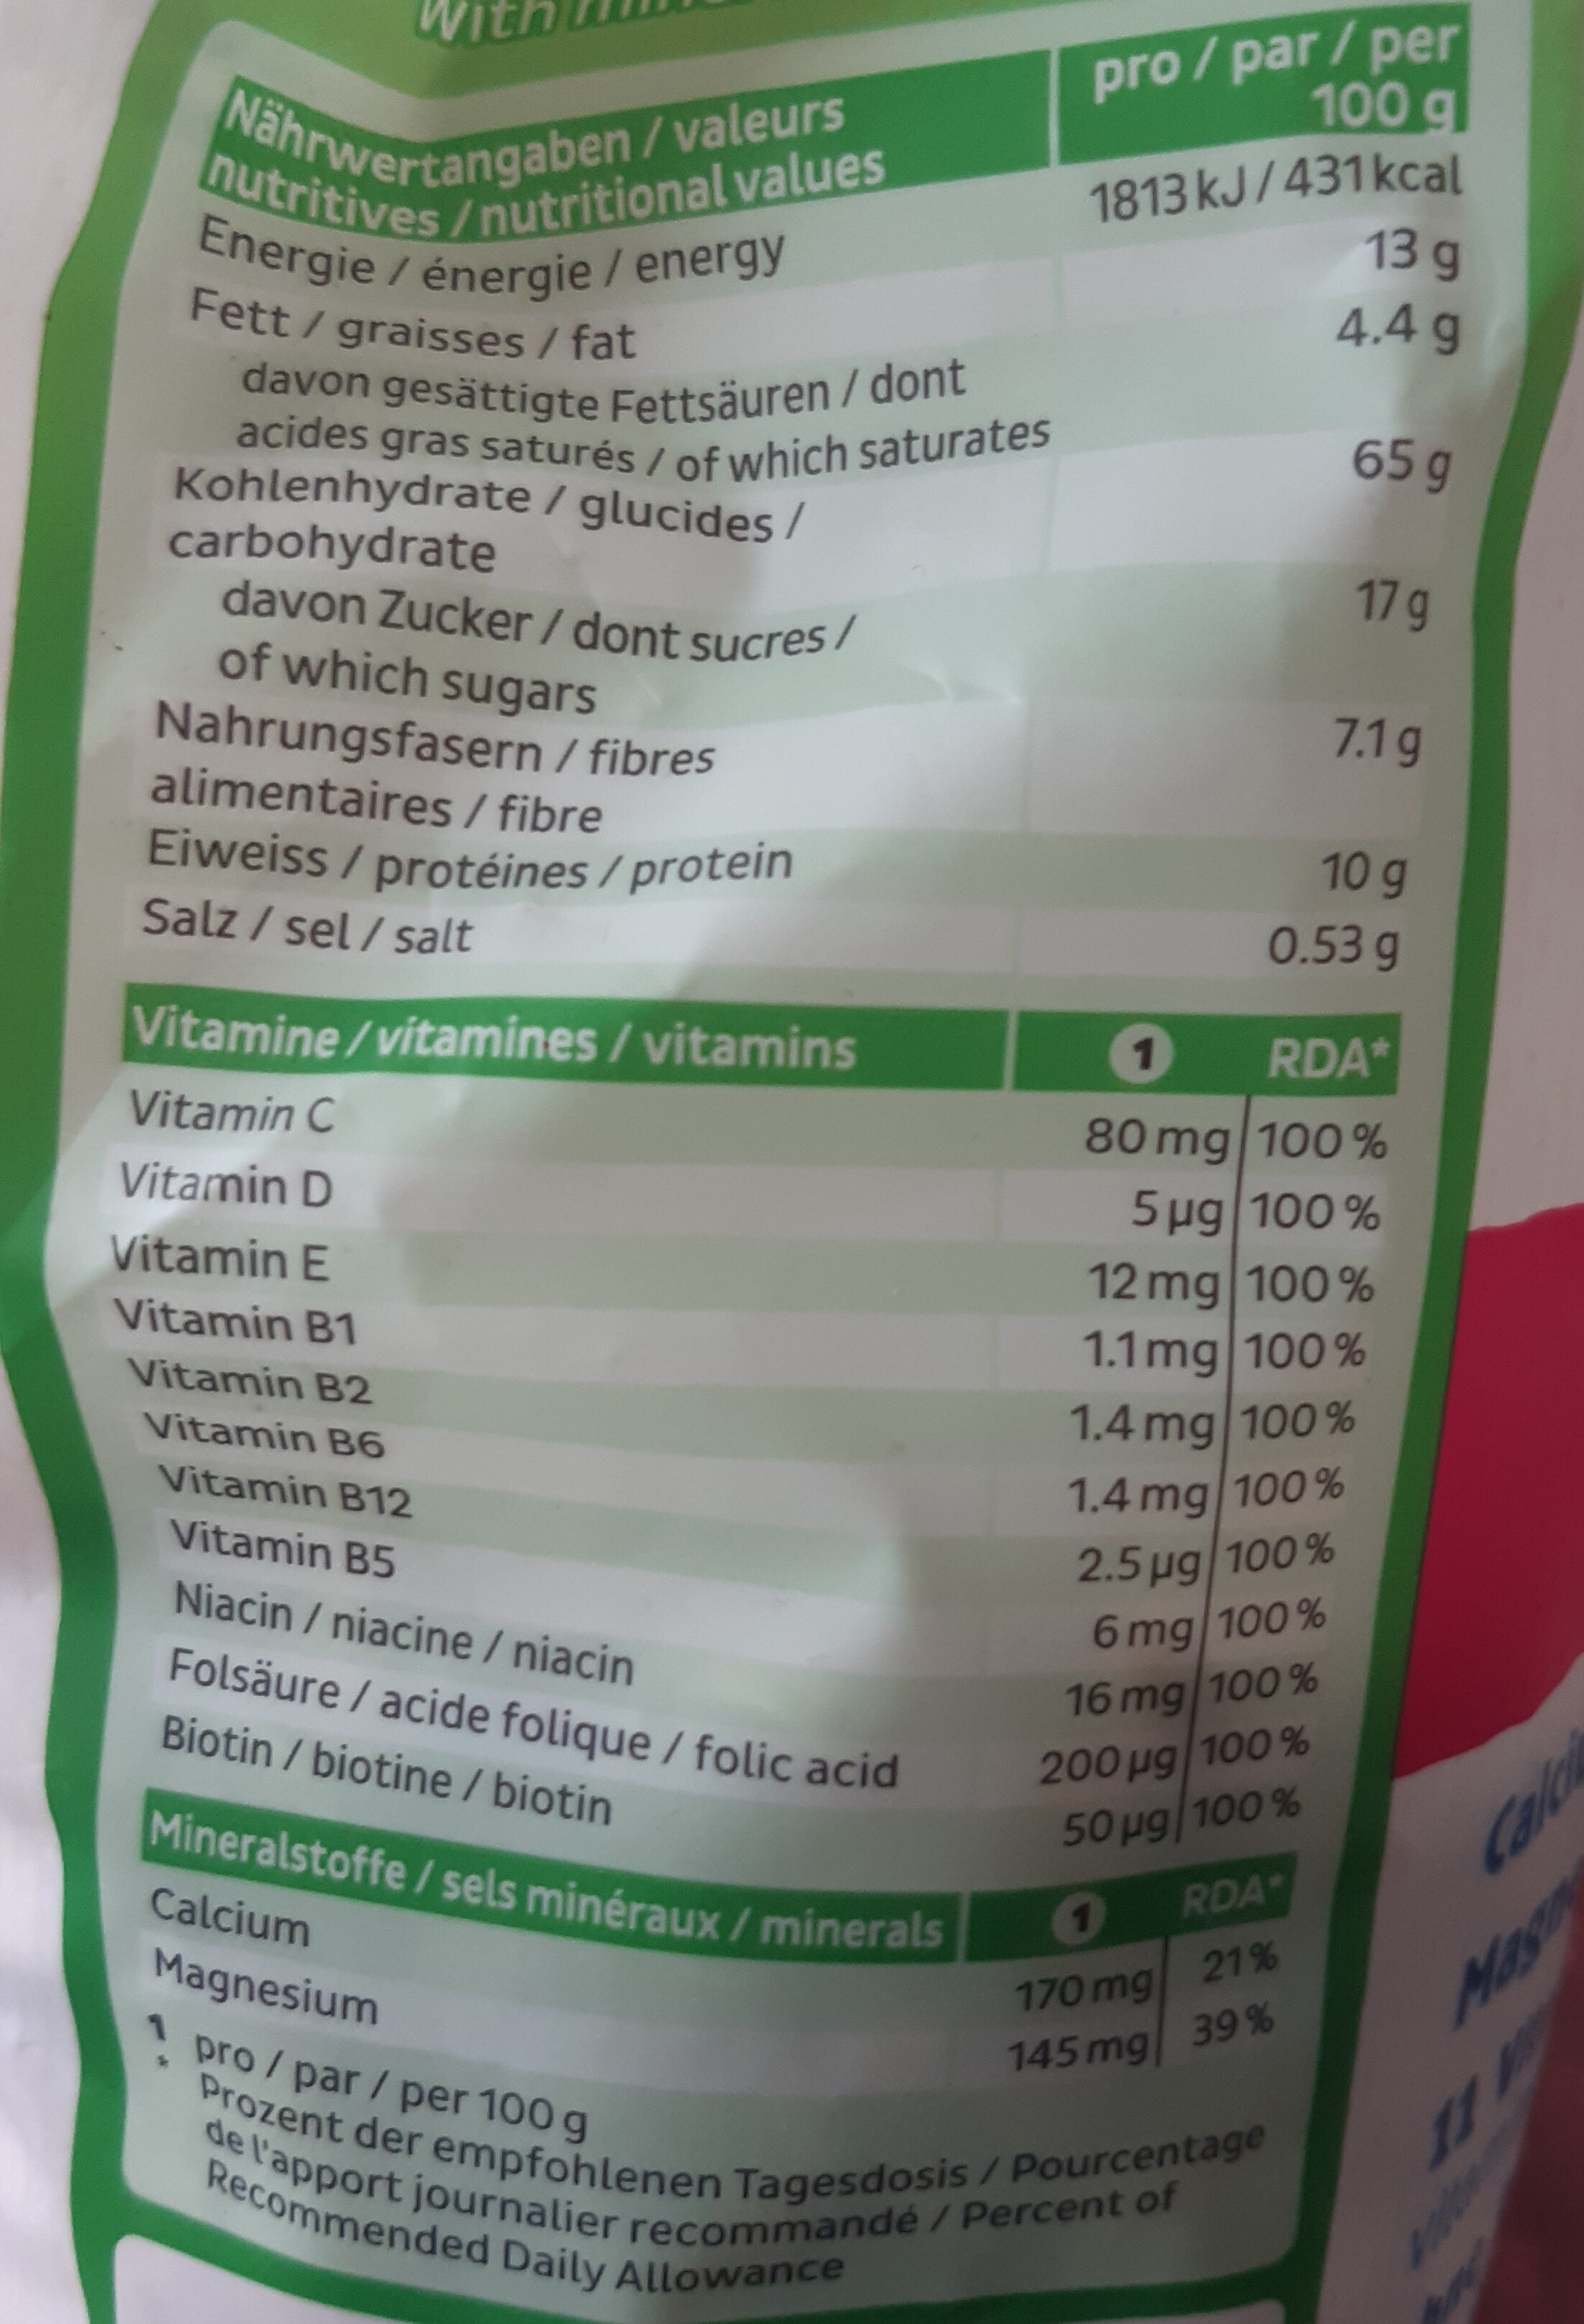 With
Nährwertangaben / valeurs
nutritives / nutritional values
pro / par / per
100 g
Energie / énergie / energy 1813 kJ / 431 kcal
Fett / graisses / fat 13 g
davon gesättigte Fettsäuren / dont 4.4 g
acides gras saturés / of which saturates
Kohlenhydrate / glucides / 65 g
carbohydrate
davon Zucker / dont sucres / 17 g
of which sugars
Nahrungsfasern / fibres 7.1 g
alimentaires / fibre
Eiweiss / protéines / protein 10 g
Salz / sel / salt 0.53 g
Vitamine / vitamines / vitamins 1 RDA*
Vitamin C 80 mg 100 %
Vitamin D 5 µg 100 %
Vitamin E 12 mg 100 %
Vitamin B1 1.1 mg 100 %
Vitamin B2 1.4 mg 100 %
Vitamin B6 1.4 mg 100 %
Vitamin B12 2.5 µg 100 %
Vitamin B5 6 mg 100 %
Niacin / niacine / niacin 16 mg 100 %
Folsäure / acide folique / folic acid 200 µg 100 %
Biotin / biotine / biotin 50 µg 100 %
Mineralstoffe / sels minéraux / minerals 1 RDA*
Calcium 170 mg 21 %
Magnesium 145 mg 39 %
1 pro / par / per 100 g
* Prozent der empfohlenen Tagesdosis / Pourcentage
de l'apport journalier recommandé / Percent of
Recommended Daily Allowance
11